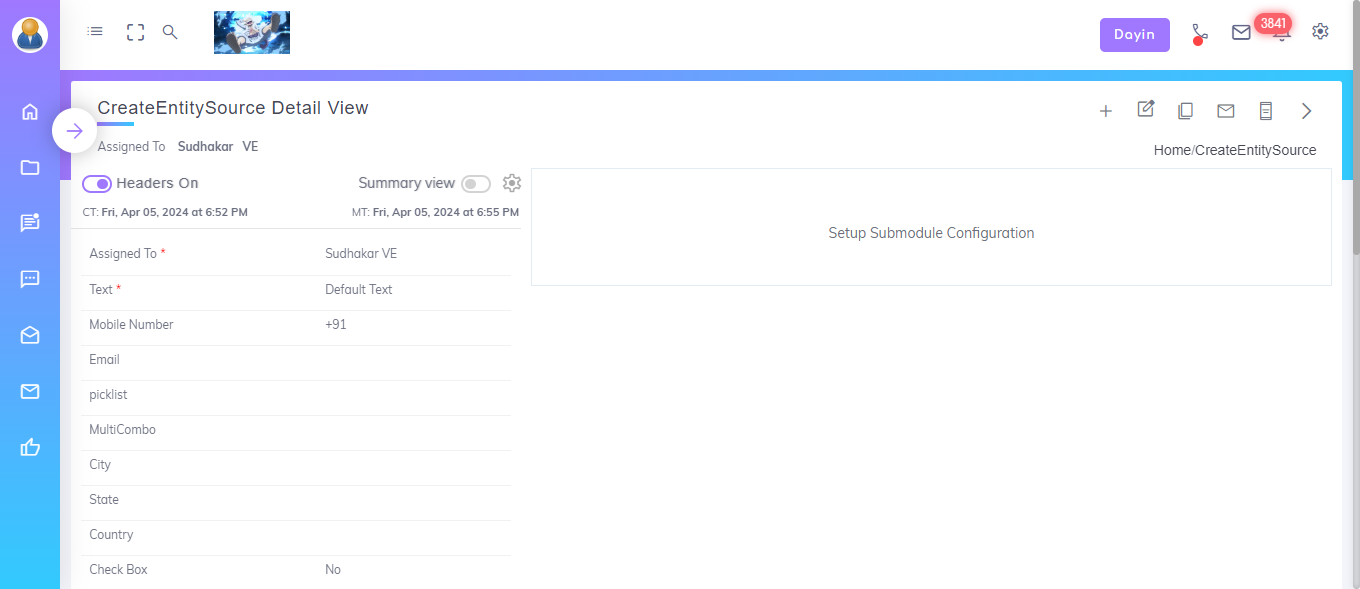 Dayin
3841
CreateEntitySource Detail View
Assigned To Sudhakar VE
Home/CreateEntitySource
Headers On
Summary view
CT: Fri, Apr 05, 2024 at 6:52 PM
MT: Fri, Apr 05, 2024 at 6:55 PM
Setup Submodule Configuration
Assigned To * Sudhakar VE
Text * Default Text
Mobile Number +91
Email
picklist
MultiCombo
City
State
Country
Check Box No